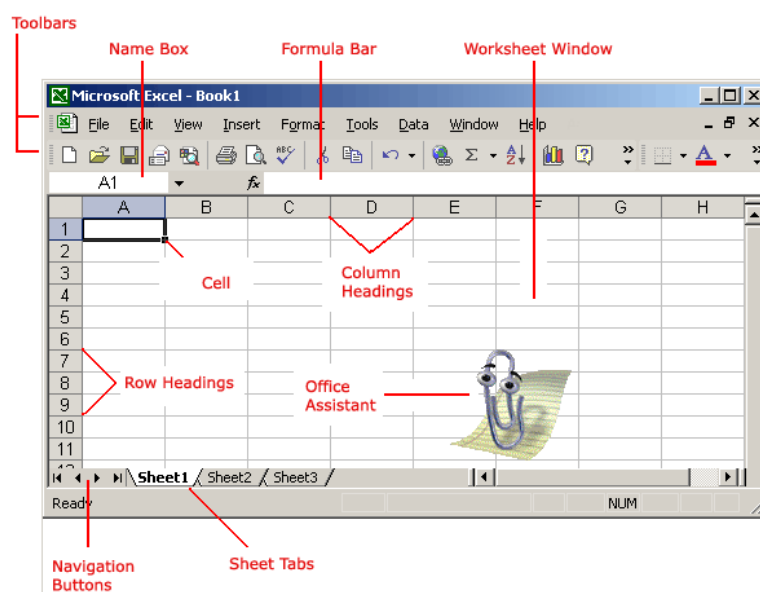 Toolbars
Name Box Formula Bar Worksheet Window
Microsoft Excel - Book1
File Edit View Insert Format Tools Data Window Help
ABC Σ A Z ? » A »
A1 fx
A B C D E F G H
1
2
3
4
5
6
7
8
9
10
11
Cell
Column
Headings
Row Headings
Office
Assistant
Sheet1 Sheet2 Sheet3
Ready NUM
Navigation
Buttons
Sheet Tabs